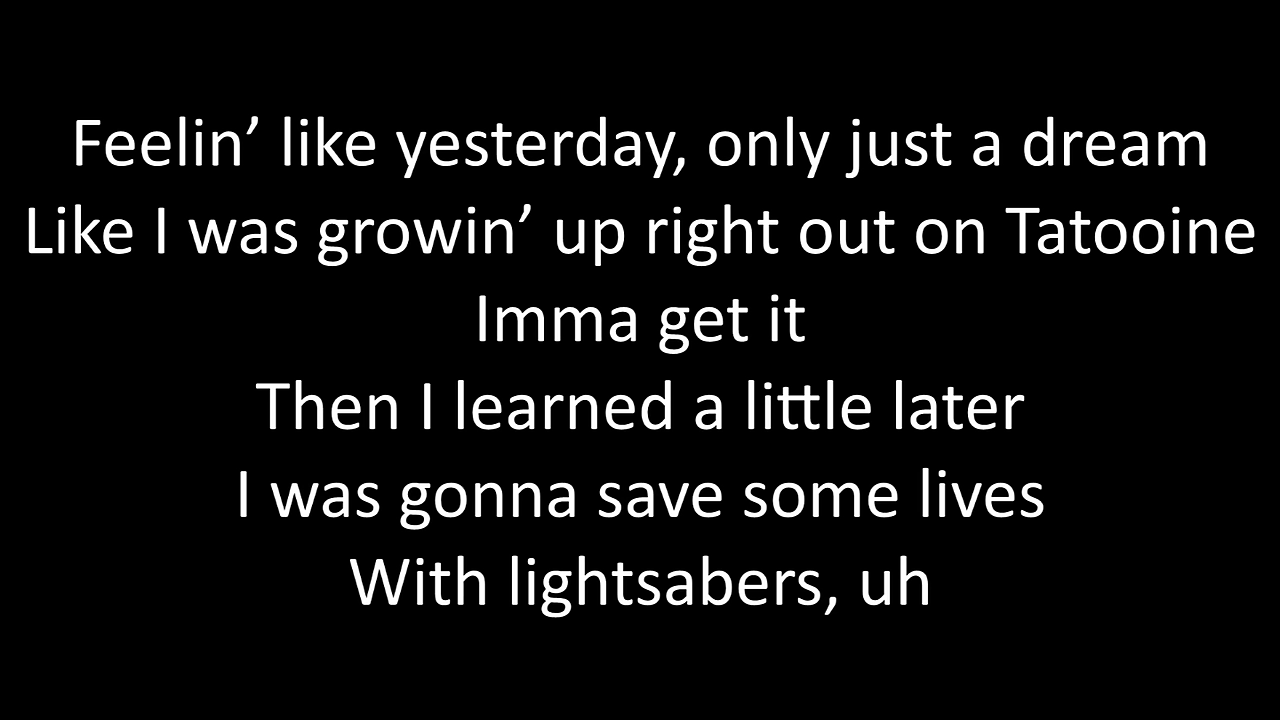 Feelin’ like yesterday, only just a dream
Like I was growin’ up right out on Tatooine
Imma get it
Then I learned a little later
I was gonna save some lives
With lightsabers, uh